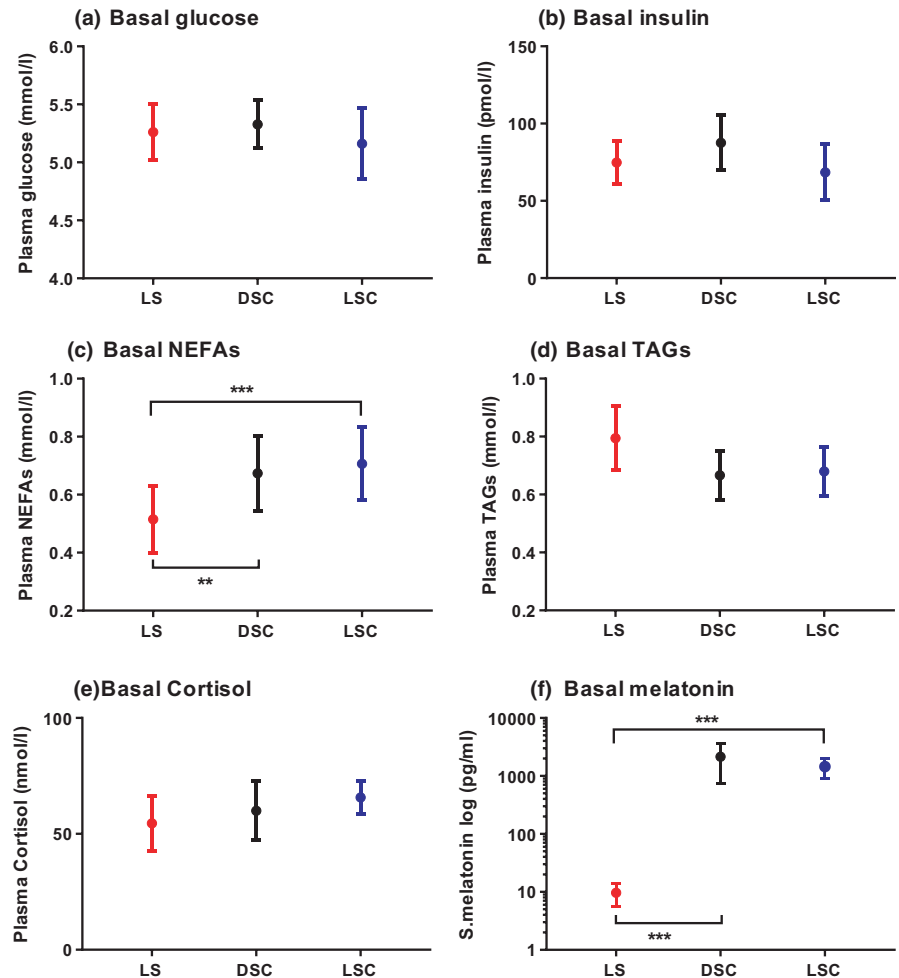 (a) Basal glucose
Plasma glucose (mmol/l)
6.0
5.5
5.0
4.5
4.0
LS DSC LSC
(b) Basal insulin
Plasma insulin (pmol/l)
150
100
50
0
LS DSC LSC
(c) Basal NEFAs
Plasma NEFAs (mmol/l)
1.0
0.8
0.6
0.4
0.2
***
**
LS DSC LSC
(d) Basal TAGs
Plasma TAGs (mmol/l)
1.0
0.8
0.6
0.4
0.2
LS DSC LSC
(e)Basal Cortisol
Plasma Cortisol (nmol/l)
100
50
0
LS DSC LSC
(f) Basal melatonin
S.melatonin log (pg/ml)
10000
1000
100
10
1
***
***
LS DSC LSC